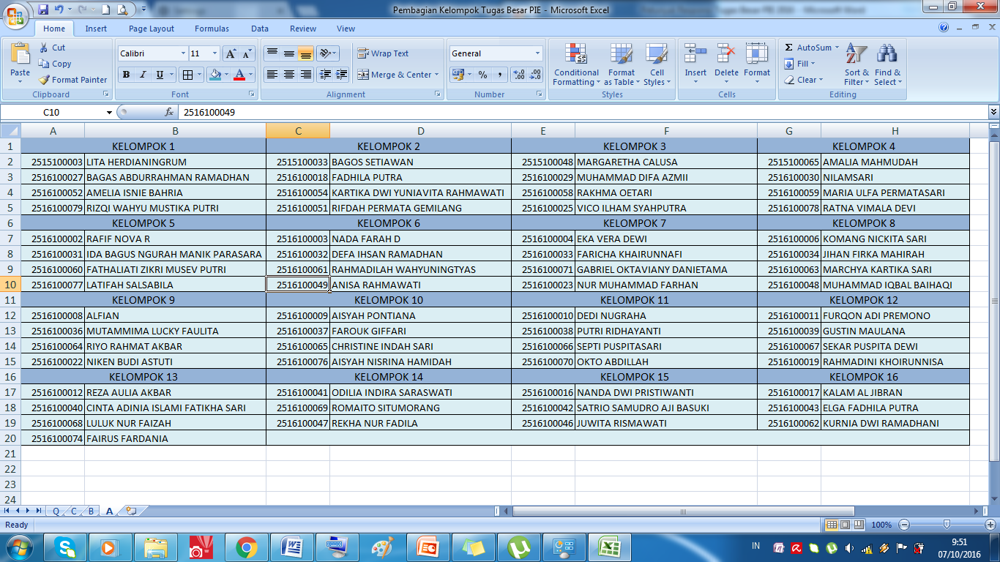 Pembagian Kelompok Tugas Besar PIE - Microsoft Excel
Home Insert Page Layout Formulas Data Review View
Paste Cut Copy Format Painter Clipboard
Calibri 11 A A B I U A Font
Wrap Text Merge & Center Alignment
General % , Number
Conditional Formatting Format as Table Cell Styles Styles
Insert Delete Format Cells
Σ AutoSum Fill Clear Sort & Filter Find & Select Editing
C10 fx 2516100049
A B C D E F G H
1 KELOMPOK 1 KELOMPOK 2 KELOMPOK 3 KELOMPOK 4
2 2515100003 LITA HERDIANINGRUM 2515100033 BAGOS SETIAWAN 2515100048 MARGARETHA CALUSA 2515100065 AMALIA MAHMUDAH
3 2516100027 BAGAS ABDURRAHMAN RAMADHAN 2516100018 FADHILA PUTRA 2516100029 MUHAMMAD DIFA AZMII 2516100030 NILAMSARI
4 2516100052 AMELIA ISNIE BAHRIA 2516100054 KARTIKA DWI YUNIAVITA RAHMAWATI 2516100058 RAKHMA OETARI 2516100059 MARIA ULFA PERMATASARI
5 2516100079 RIZQI WAHYU MUSTIKA PUTRI 2516100051 RIFDAH PERMATA GEMILANG 2516100025 VICO ILHAM SYAHPUTRA 2516100078 RATNA VIMALA DEVI
6 KELOMPOK 5 KELOMPOK 6 KELOMPOK 7 KELOMPOK 8
7 2516100002 RAFIF NOVA R 2516100003 NADA FARAH D 2516100004 EKA VERA DEWI 2516100006 KOMANG NICKITA SARI
8 2516100031 IDA BAGUS NGURAH MANIK PARASARA 2516100032 DEFA IHSAN RAMADHAN 2516100033 FARICHA KHAIRUNNAFI 2516100034 JIHAN FIRKA MAHIRAH
9 2516100060 FATHALIATI ZIKRI MUSEV PUTRI 2516100061 RAHMADILAH WAHYUNINGTYAS 2516100071 GABRIEL OKTAVIANY DANIETAMA 2516100063 MARCHYA KARTIKA SARI
10 2516100077 LATIFAH SALSABILA 2516100049 ANISA RAHMAWATI 2516100023 NUR MUHAMMAD FARHAN 2516100048 MUHAMMAD IQBAL BAIHAQI
11 KELOMPOK 9 KELOMPOK 10 KELOMPOK 11 KELOMPOK 12
12 2516100008 ALFIAN 2516100009 AISYAH PONTIANA 2516100010 DEDI NUGRAHA 2516100011 FURQON ADI PREMONO
13 2516100036 MUTAMMIMA LUCKY FAULITA 2516100037 FAROUK GIFFARI 2516100038 PUTRI RIDHAYANTI 2516100039 GUSTIN MAULANA
14 2516100064 RIYO RAHMAT AKBAR 2516100065 CHRISTINE INDAH SARI 2516100066 SEPTI PUSPITASARI 2516100067 SEKAR PUSPITA DEWI
15 2516100022 NIKEN BUDI ASTUTI 2516100076 AISYAH NISRINA HAMIDAH 2516100070 OKTO ABDILLAH 2516100019 RAHMADINI KHOIRUNNISA
16 KELOMPOK 13 KELOMPOK 14 KELOMPOK 15 KELOMPOK 16
17 2516100012 REZA AULIA AKBAR 2516100041 ODILIA INDIRA SARASWATI 2516100016 NANDA DWI PRISTIWANTI 2516100017 KALAM AL JIBRAN
18 2516100040 CINTA ADINIA ISLAMI FATIKHA SARI 2516100069 ROMAITO SITUMORANG 2516100042 SATRIO SAMUDRO AJI BASUKI 2516100043 ELGA FADHILA PUTRA
19 2516100068 LULUK NUR FAIZAH 2516100047 REKHA NUR FADILA 2516100046 JUWITA RISMAWATI 2516100062 KURNIA DWI RAMADHANI
20 2516100074 FAIRUS FARDANIA
21
22
23
24
Q C B A
Ready 100%
IN 9:51
07/10/2016